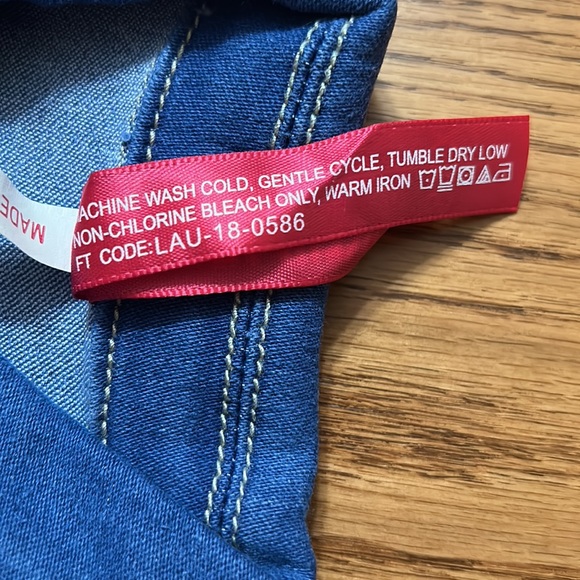 ACHINE WASH COLD, GENTLE CYCLE, TUMBLE DRY LOW
NON-CHLORINE BLEACH ONLY, WARM IRON
FT CODE:LAU-18-0586
MADE